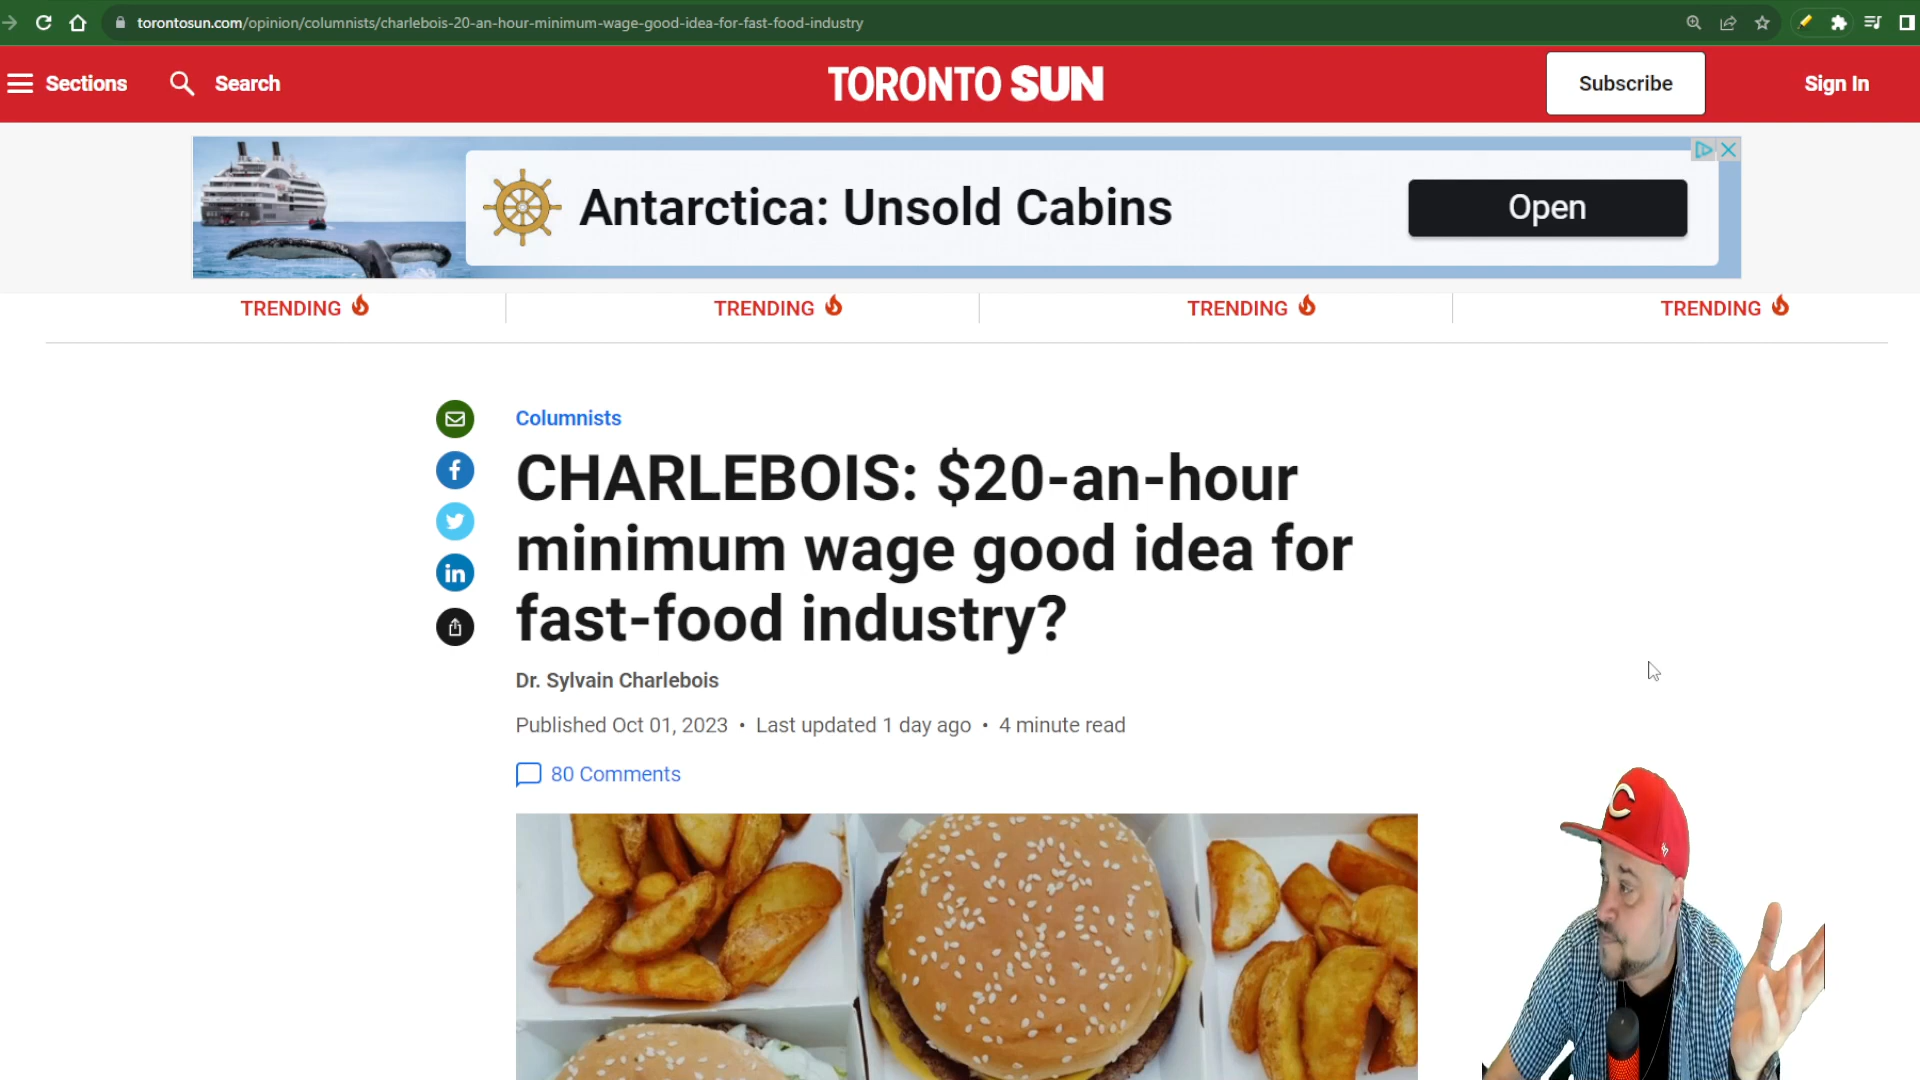 torontosun.com/opinion/columnists/charlebois-20-an-hour-minimum-wage-good-idea-for-fast-food-industry
Sections
Search
TORONTO SUN
Subscribe
Sign In
Antarctica: Unsold Cabins
Open
TRENDING
TRENDING
TRENDING
TRENDING
Columnists
CHARLEBOIS: $20-an-hour
minimum wage good idea for
fast-food industry?
Dr. Sylvain Charlebois
Published Oct 01, 2023 • Last updated 1 day ago • 4 minute read
80 Comments
C